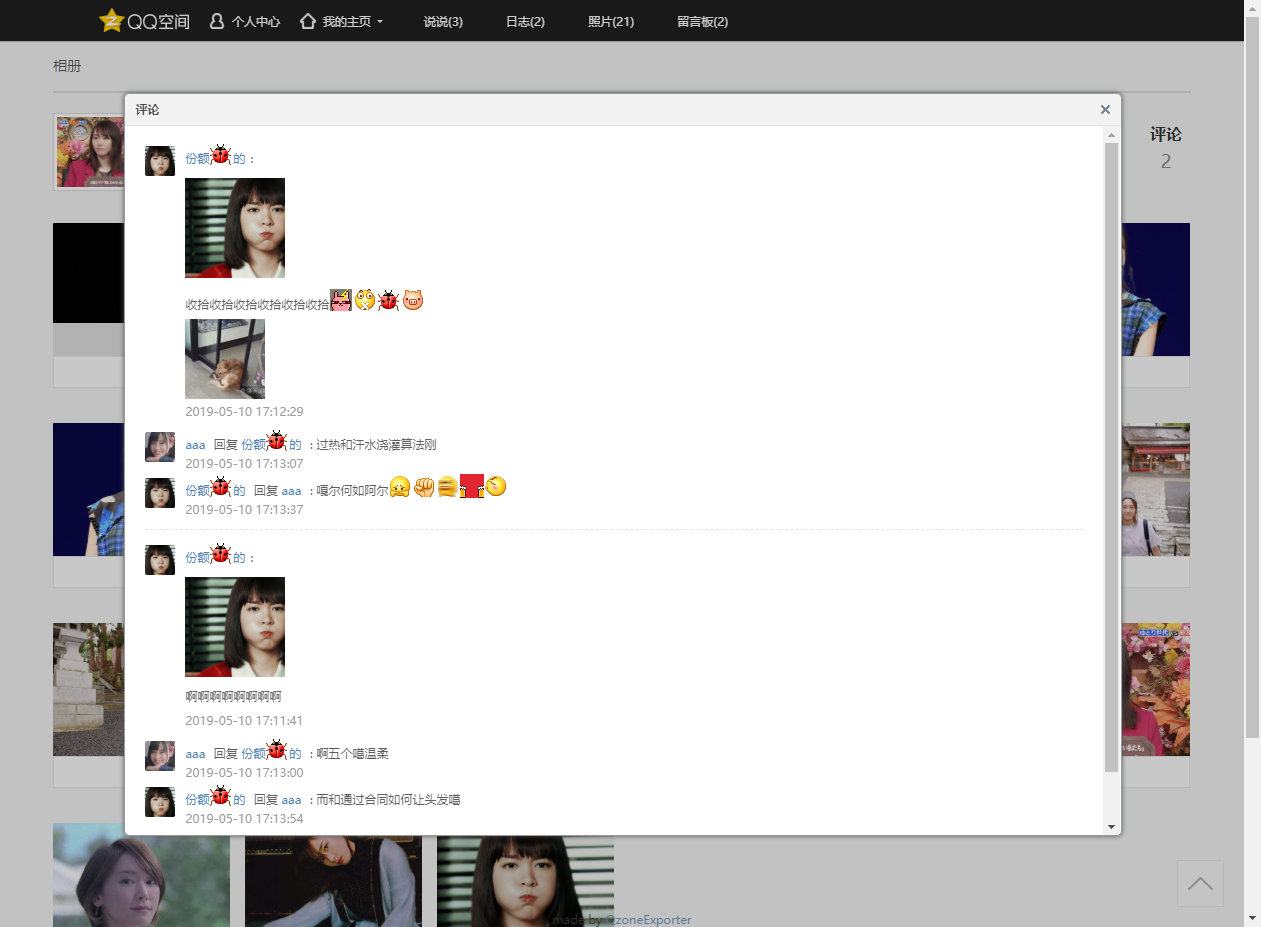 QQ空间 个人中心 我的主页 说说(3) 日志(2) 照片(21) 留言板(2)
相册
评论
评论
2
份额 的 :
收拾收拾收拾收拾收拾收拾
2019-05-10 17:12:29
aaa 回复 份额 的 : 过热和汗水浇灌算法刚
2019-05-10 17:13:07
份额 的 回复 aaa : 嘎尔何如阿尔
2019-05-10 17:13:37
份额 的 :
啊啊啊啊啊啊啊啊
2019-05-10 17:11:41
aaa 回复 份额 的 : 啊五个噶温柔
2019-05-10 17:13:00
份额 的 回复 aaa : 而和通过合同如何让头发噶
2019-05-10 17:13:54
made by QzoneExporter